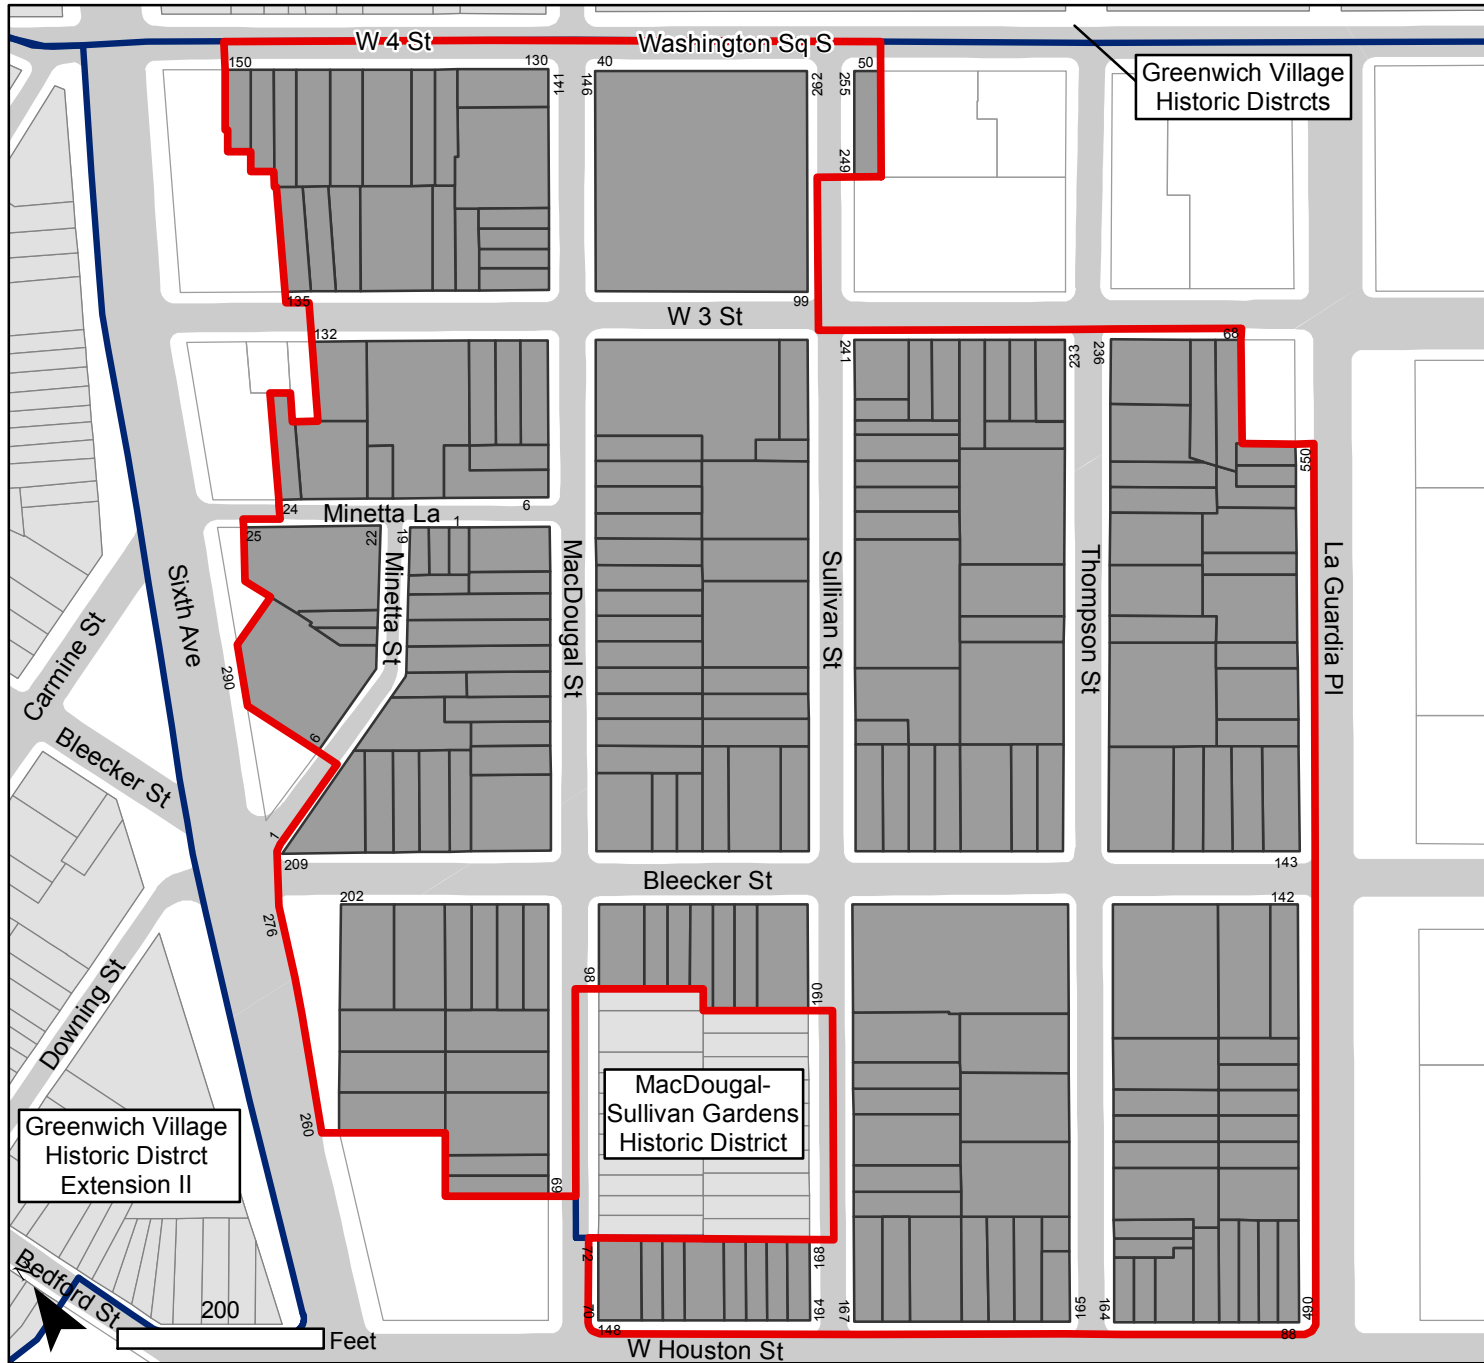 W 4 St
Washington Sq S
150
130
40
50
141
146
262
255
249
Greenwich Village
Historic Distrcts
135
99
W 3 St
132
68
241
233
236
550
24
Minetta La
1
6
25
22
19
Minetta St
MacDougal St
Sullivan St
Thompson St
La Guardia Pl
Sixth Ave
Carmine St
290
Bleecker St
6
1
209
143
Bleecker St
202
142
276
98
190
Downing St
MacDougal-
Sullivan Gardens
Historic District
260
Greenwich Village
Historic Distrct
Extension II
69
72
168
Bedford St
N
200
Feet
70
148
164
167
165
164
490
88
W Houston St